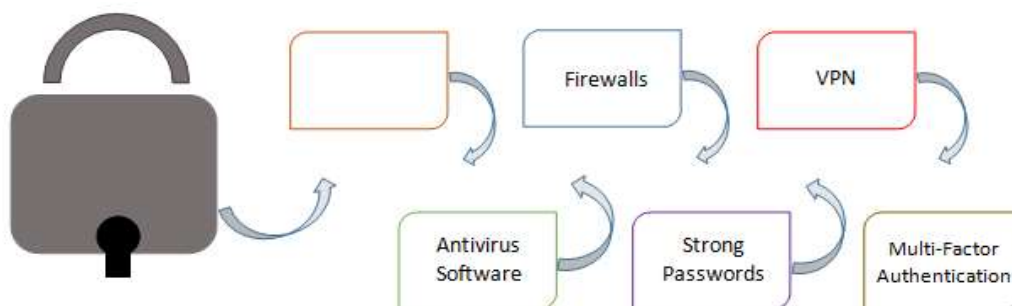 Firewalls
VPN
Antivirus
Software
Strong
Passwords
Multi-Factor
Authentication